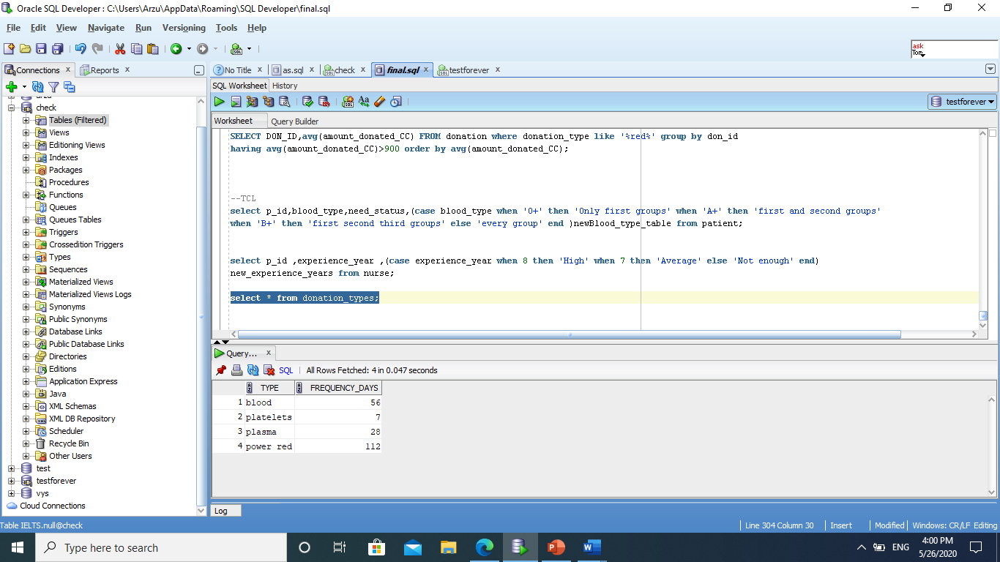 Oracle SQL Developer : C:\Users\Arzu\AppData\Roaming\SQL Developer\final.sql
File Edit View Navigate Run Versioning Tools Help
ask
Tom
Connections x Reports x
No Title x as.sql x check x final.sql x testforever x
SQL Worksheet History
testforever
Worksheet Query Builder
check
Tables (Filtered)
Views
Editioning Views
Indexes
Packages
Procedures
Functions
Queues
Queues Tables
Triggers
Crossedition Triggers
Types
Sequences
Materialized Views
Materialized Views Logs
Synonyms
Public Synonyms
Database Links
Public Database Links
Directories
Editions
Application Express
Java
XML Schemas
XML DB Repository
Scheduler
Recycle Bin
Other Users
test
testforever
vys
Cloud Connections
SELECT DON_ID,avg(amount_donated_CC) FROM donation where donation_type like '%red%' group by don_id
having avg(amount_donated_CC)>900 order by avg(amount_donated_CC);
--TCL
select p_id,blood_type,need_status,(case blood_type when 'O+' then 'Only first groups' when 'A+' then 'first and second groups'
when 'B+' then 'first second third groups' else 'every group' end )newBlood_type_table from patient;
select p_id ,experience_year ,(case experience_year when 8 then 'High' when 7 then 'Average' else 'Not enough' end)
new_experience_years from nurse;
select * from donation_types;
Query... x
SQL All Rows Fetched: 4 in 0.047 seconds
TYPE FREQUENCY_DAYS
1 blood 56
2 platelets 7
3 plasma 28
4 power red 112
Log
Table IELTS.null@check
Line 304 Column 30 Insert Modified Windows: CR/LF Editing
Type here to search
ENG
4:00 PM
5/26/2020